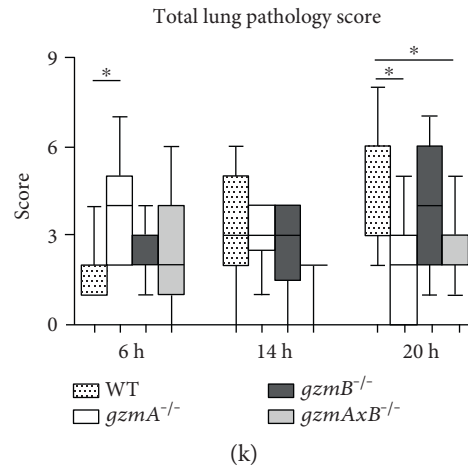 Total lung pathology score
9
6
3
0
Score
*
*
*
6 h
14 h
20 h
WT
gzmA−/−
gzmB−/−
gzmAxB−/−
(k)